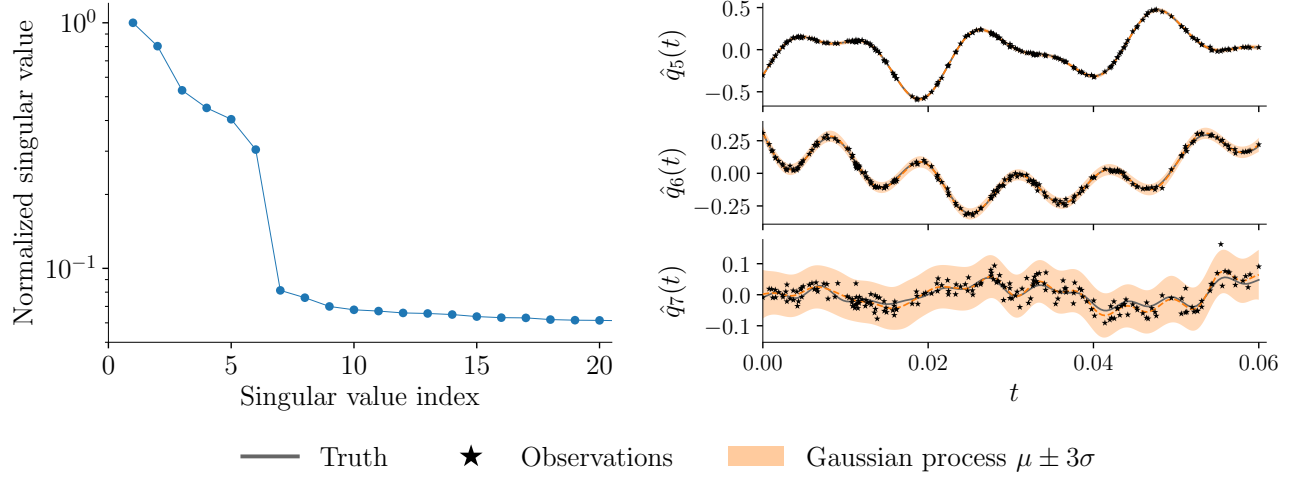 Normalized singular value
10⁰
10⁻¹
0
5
10
15
20
Singular value index
q̂₅(t)
0.5
0.0
−0.5
q̂₆(t)
0.25
0.00
−0.25
q̂₇(t)
0.1
0.0
−0.1
0.00
0.02
0.04
0.06
t
Truth
Observations
Gaussian process μ ± 3σ